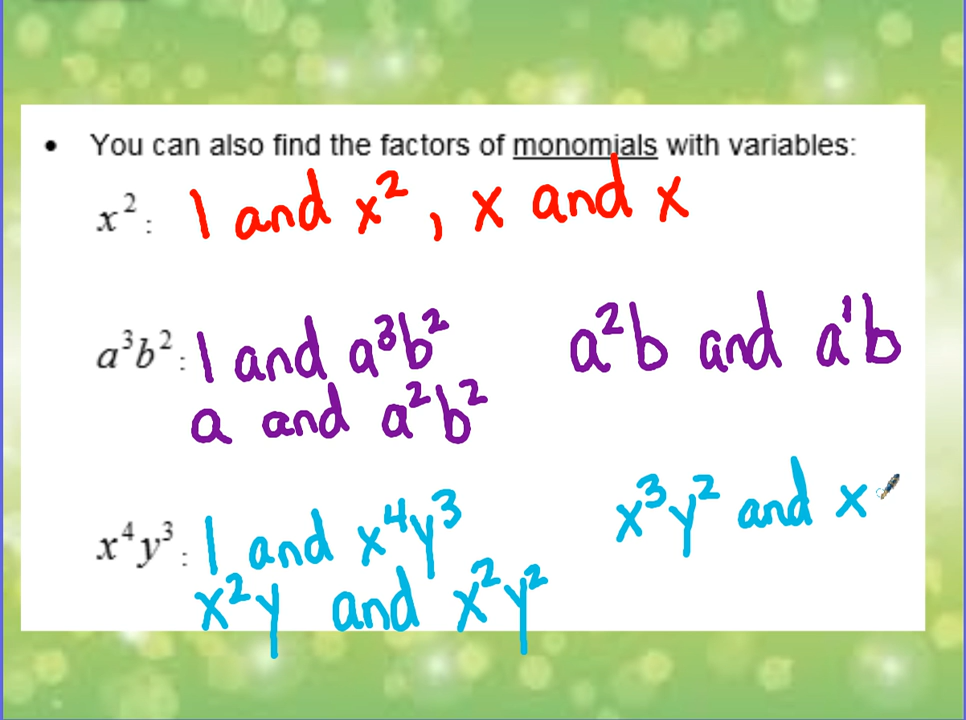 • You can also find the factors of monomials with variables:
x²: 1 and x², x and x
a³b²: 1 and a³b² a²b and a¹b
a and a²b²
x⁴y³: 1 and x⁴y³ x³y² and x
x²y and x²y²